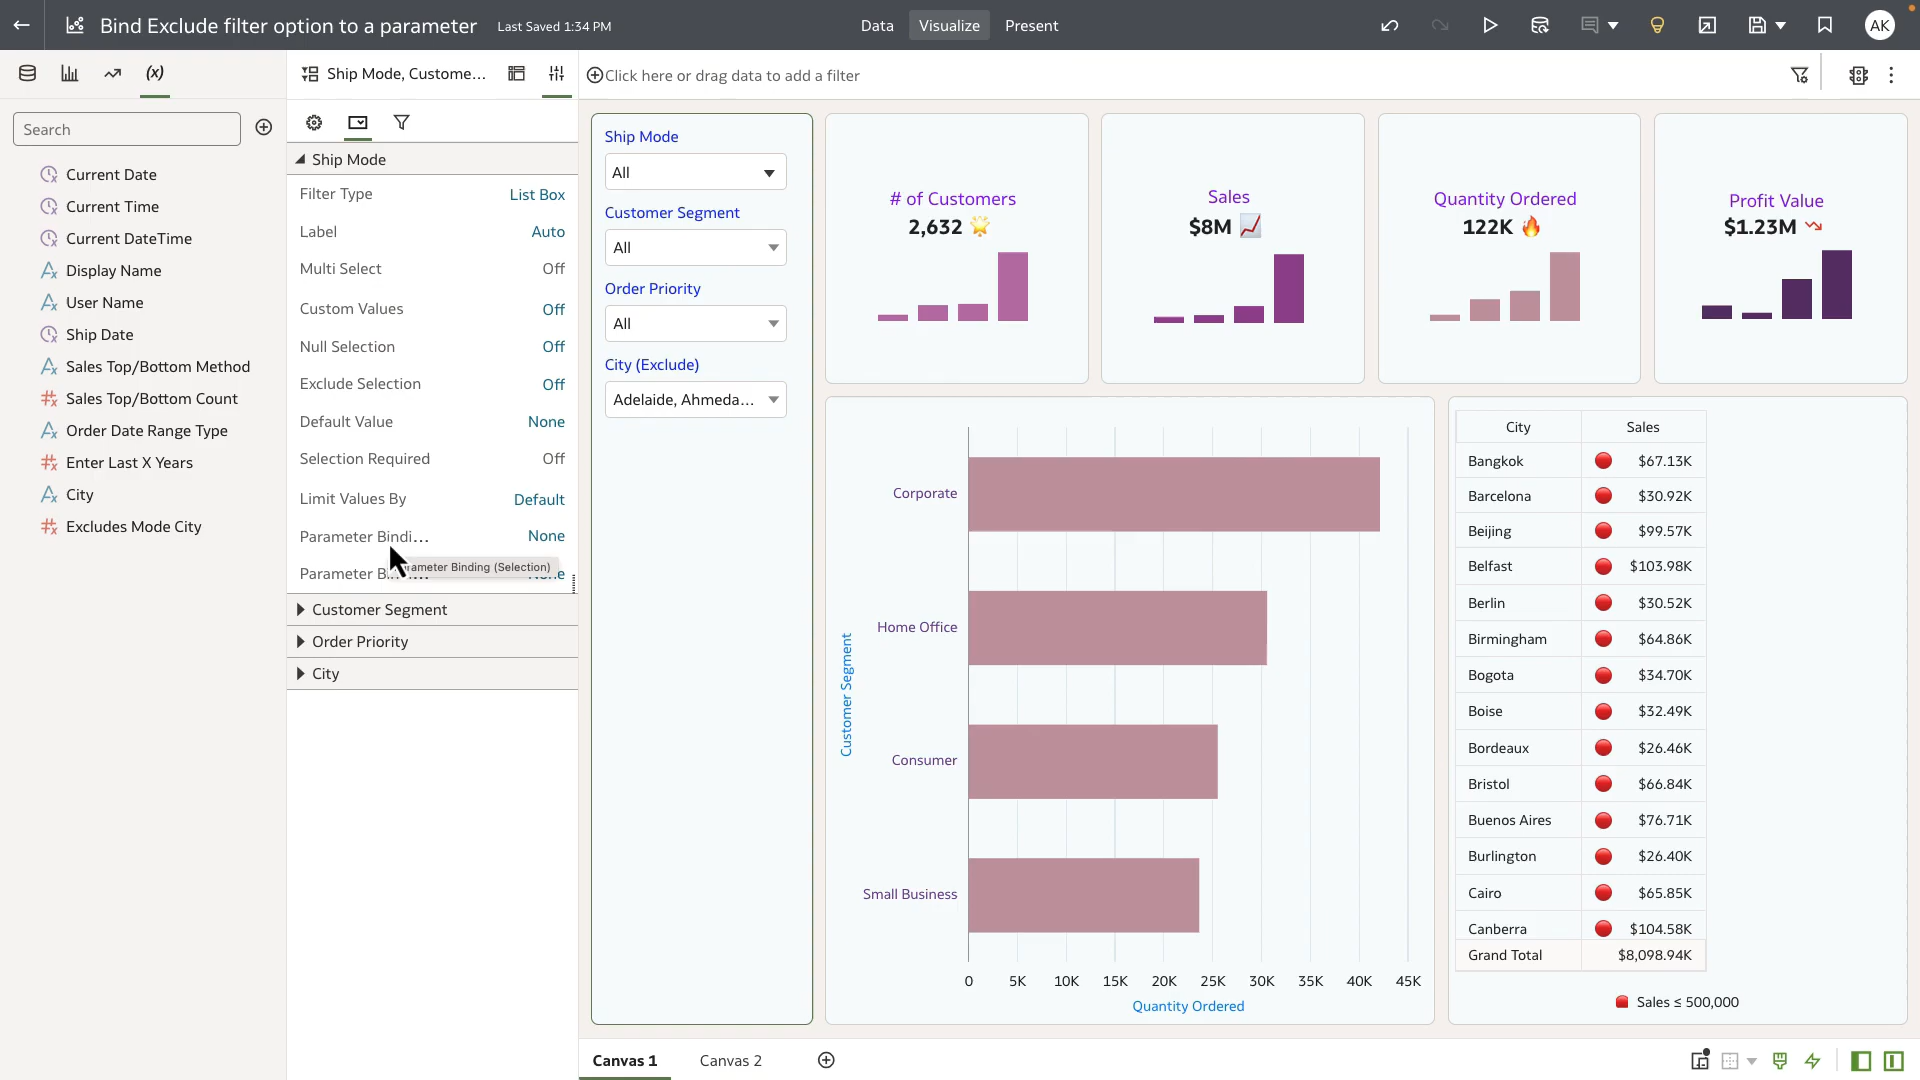 Bind Exclude filter option to a parameter
Last Saved 1:34 PM
Data
Visualize
Present
AK
(x)
Search
Current Date
Current Time
Current DateTime
Display Name
User Name
Ship Date
Sales Top/Bottom Method
Sales Top/Bottom Count
Order Date Range Type
Enter Last X Years
City
Excludes Mode City
Ship Mode, Custome...
Ship Mode
Filter Type List Box
Label Auto
Multi Select Off
Custom Values Off
Null Selection Off
Exclude Selection Off
Default Value None
Selection Required Off
Limit Values By Default
Parameter Bindi... None
Parameter Binding (Selection)
Customer Segment
Order Priority
City
Click here or drag data to add a filter
Ship Mode
All
Customer Segment
All
Order Priority
All
City (Exclude)
Adelaide, Ahmeda...
# of Customers
2,632
Sales
$8M
Quantity Ordered
122K
Profit Value
$1.23M
Customer Segment
Corporate
Home Office
Consumer
Small Business
0 5K 10K 15K 20K 25K 30K 35K 40K 45K
Quantity Ordered
City Sales
Bangkok $67.13K
Barcelona $30.92K
Beijing $99.57K
Belfast $103.98K
Berlin $30.52K
Birmingham $64.86K
Bogota $34.70K
Boise $32.49K
Bordeaux $26.46K
Bristol $66.84K
Buenos Aires $76.71K
Burlington $26.40K
Cairo $65.85K
Canberra $104.58K
Grand Total $8,098.94K
Sales ≤ 500,000
Canvas 1
Canvas 2